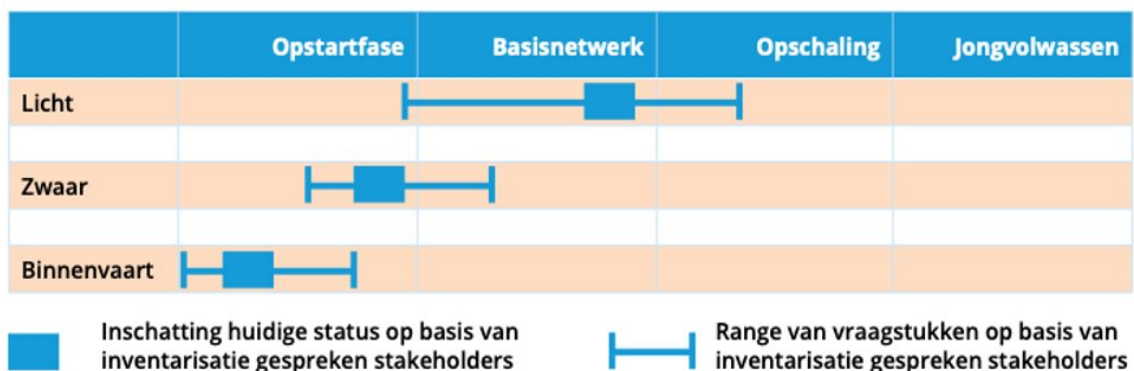 Opstartfase Basisnetwerk Opschaling Jongvolwassen
Licht
Zwaar
Binnenvaart
Inschatting huidige status op basis van
inventarisatie gespreken stakeholders
Range van vraagstukken op basis van
inventarisatie gespreken stakeholders